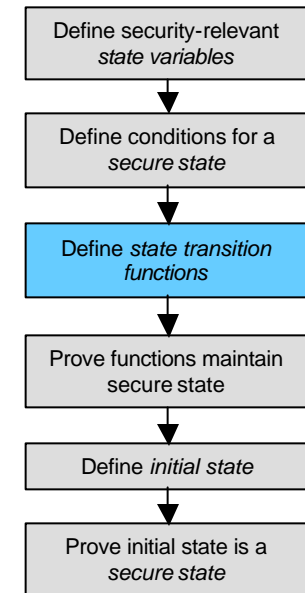 Define security-relevant
state variables
Define conditions for a
secure state
Define state transition
functions
Prove functions maintain
secure state
Define initial state
Prove initial state is a
secure state